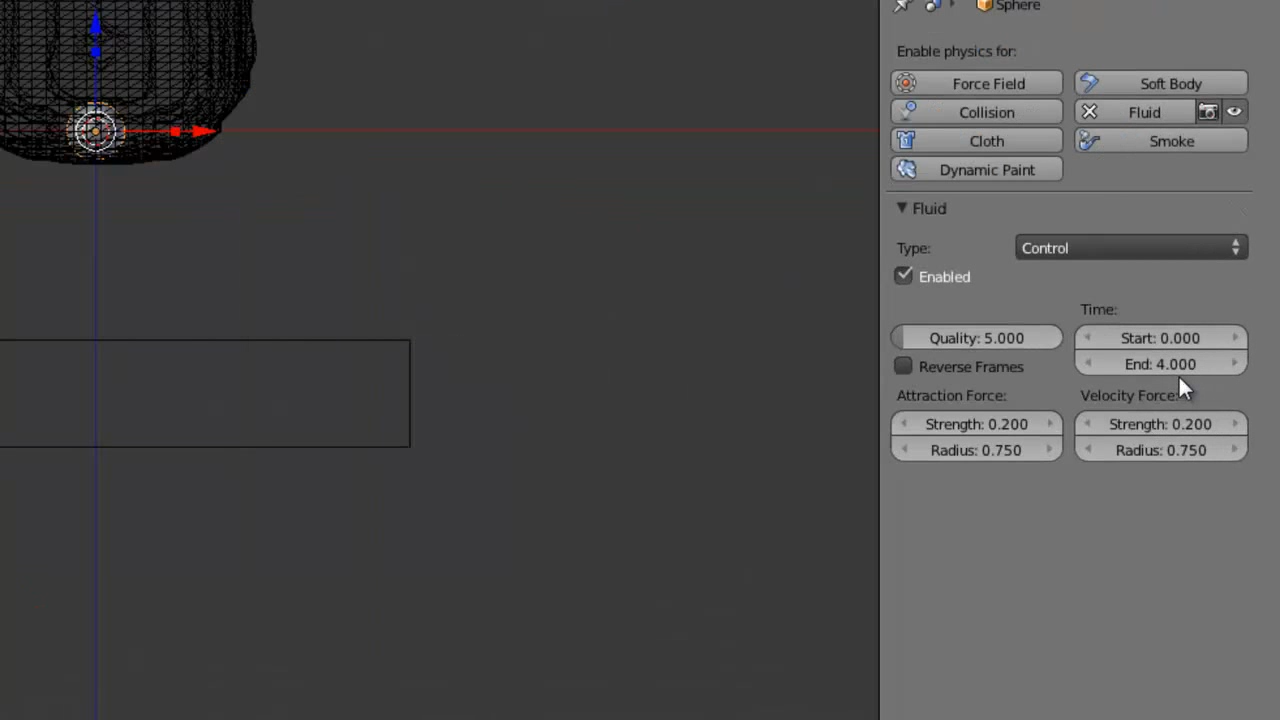 Sphere
Enable physics for:
Force Field
Soft Body
Collision
Fluid
Cloth
Smoke
Dynamic Paint
Fluid
Type:
Control
Enabled
Time:
Quality: 5.000
Start: 0.000
Reverse Frames
End: 4.000
Attraction Force:
Velocity Force:
Strength: 0.200
Strength: 0.200
Radius: 0.750
Radius: 0.750